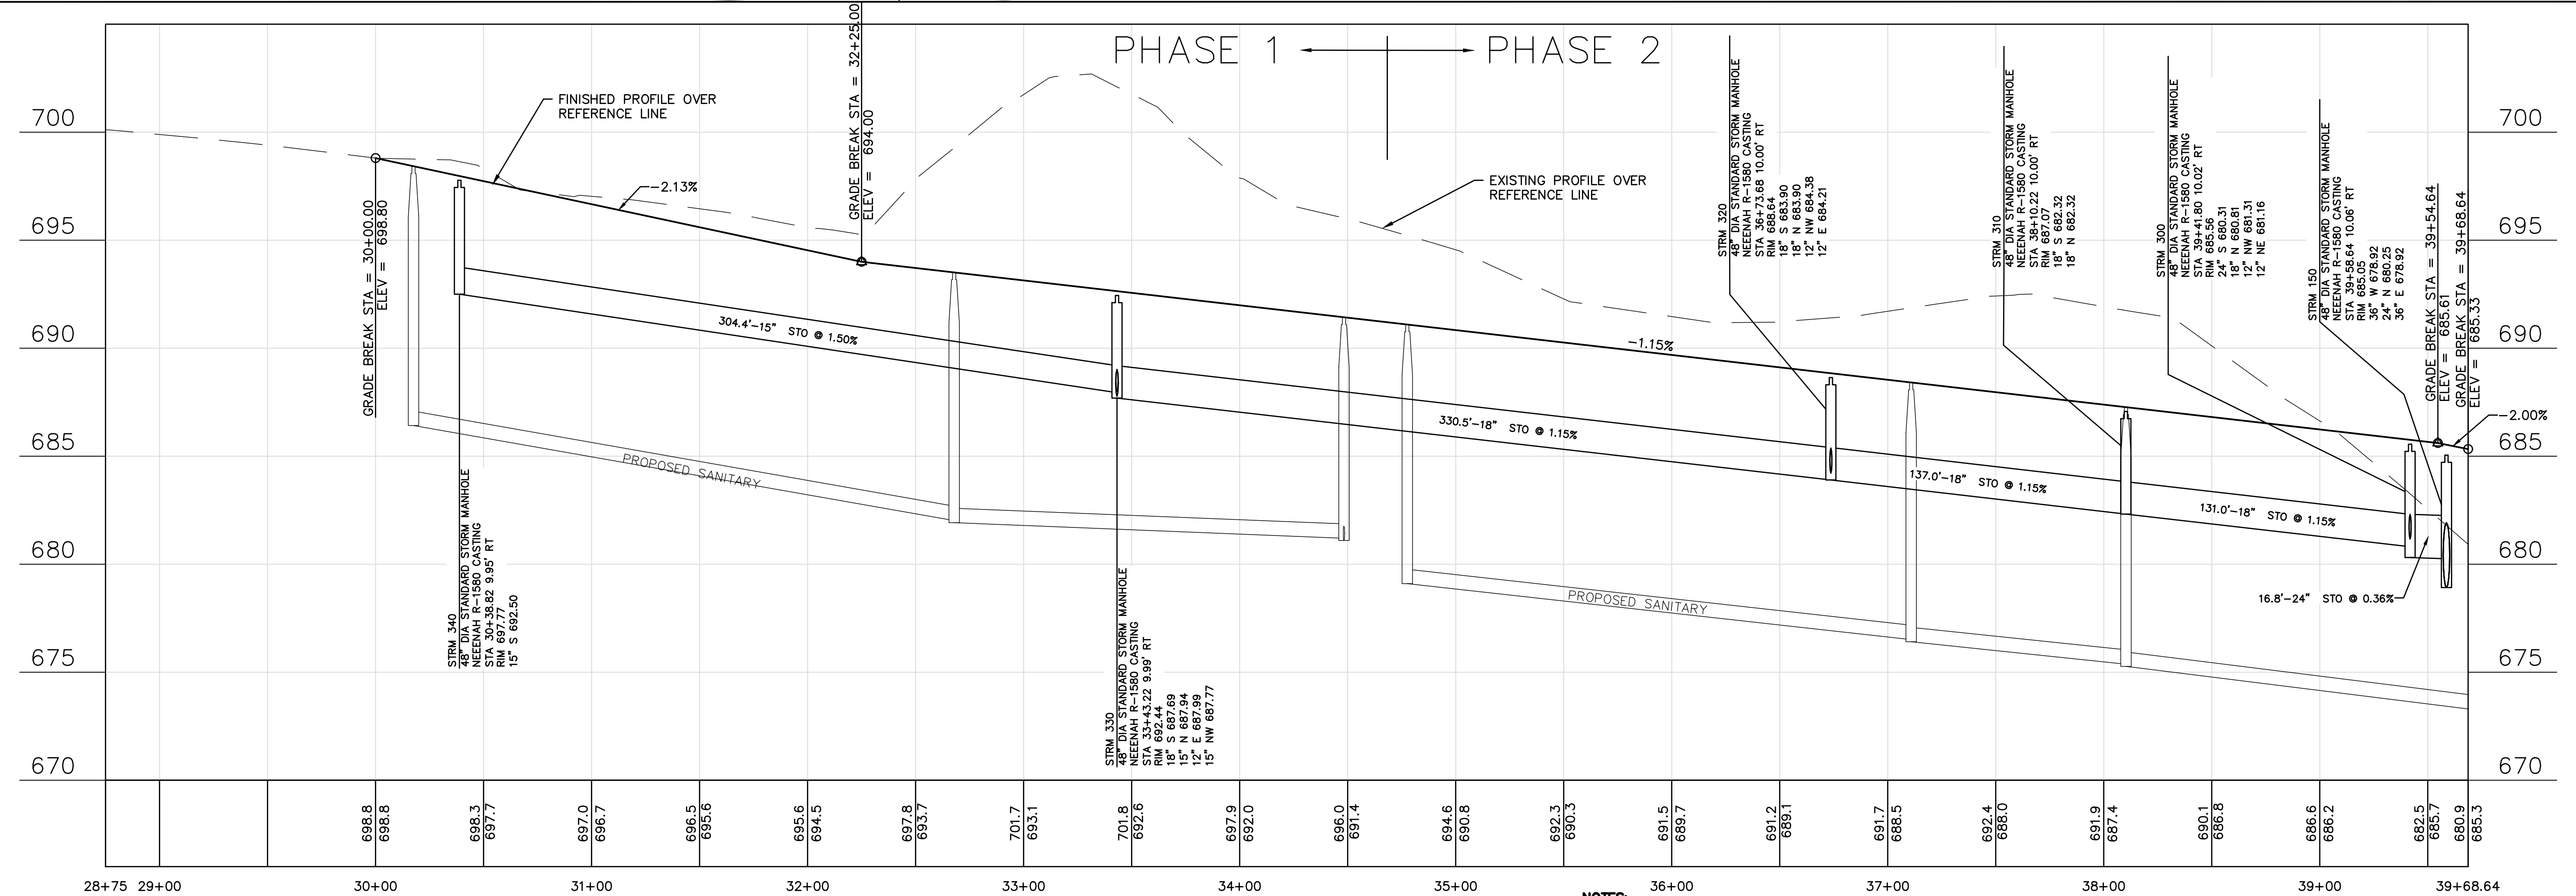 PHASE 1
PHASE 2
FINISHED PROFILE OVER
REFERENCE LINE
-2.13%
GRADE BREAK STA = 30+00.00
ELEV = 698.80
GRADE BREAK STA = 32+25.00
ELEV = 694.00
EXISTING PROFILE OVER
REFERENCE LINE
-1.15%
STRM 320
48" DIA STANDARD STORM MANHOLE
NEEENAH R-1580 CASTING
STA 36+73.68 10.00' RT
RIM 688.64
18" S 683.90
18" N 683.90
12" NW 684.38
12" E 684.21
STRM 310
48" DIA STANDARD STORM MANHOLE
NEEENAH R-1580 CASTING
STA 38+10.22 10.00' RT
RIM 687.07
18" S 682.32
18" N 682.32
STRM 300
48" DIA STANDARD STORM MANHOLE
NEEENAH R-1580 CASTING
STA 39+41.80 10.02' RT
RIM 685.56
24" S 680.31
18" N 680.81
12" NW 681.31
12" NE 681.16
STRM 150
48" DIA STANDARD STORM MANHOLE
NEEENAH R-1580 CASTING
STA 39+58.64 10.06' RT
RIM 685.05
36" W 678.92
24" N 680.25
36" E 678.92
GRADE BREAK STA = 39+54.64
ELEV = 685.61
GRADE BREAK STA = 39+68.64
ELEV = 685.33
-2.00%
304.4'-15" STO @ 1.50%
330.5'-18" STO @ 1.15%
137.0'-18" STO @ 1.15%
131.0'-18" STO @ 1.15%
16.8'-24" STO @ 0.36%
PROPOSED SANITARY
PROPOSED SANITARY
STRM 340
48" DIA STANDARD STORM MANHOLE
NEEENAH R-1580 CASTING
STA 30+38.82 9.95' RT
RIM 697.77
15" S 692.50
STRM 330
48" DIA STANDARD STORM MANHOLE
NEEENAH R-1580 CASTING
STA 33+43.22 9.99' RT
RIM 692.44
18" S 687.69
15" N 687.94
12" E 687.99
15" NW 687.77
700
695
690
685
680
675
670
700
695
690
685
680
675
670
698.8
698.8
698.3
697.7
697.0
696.7
696.5
695.6
695.6
694.5
697.8
693.7
701.7
693.1
701.8
692.6
697.9
692.0
696.0
691.4
694.6
690.8
692.3
690.3
691.5
689.7
691.2
689.1
691.7
688.5
692.4
688.0
691.9
687.4
690.1
686.8
686.6
686.2
682.5
685.7
680.9
685.3
28+75 29+00 30+00 31+00 32+00 33+00 34+00 35+00 36+00 37+00 38+00 39+00 39+68.64
NOTES: